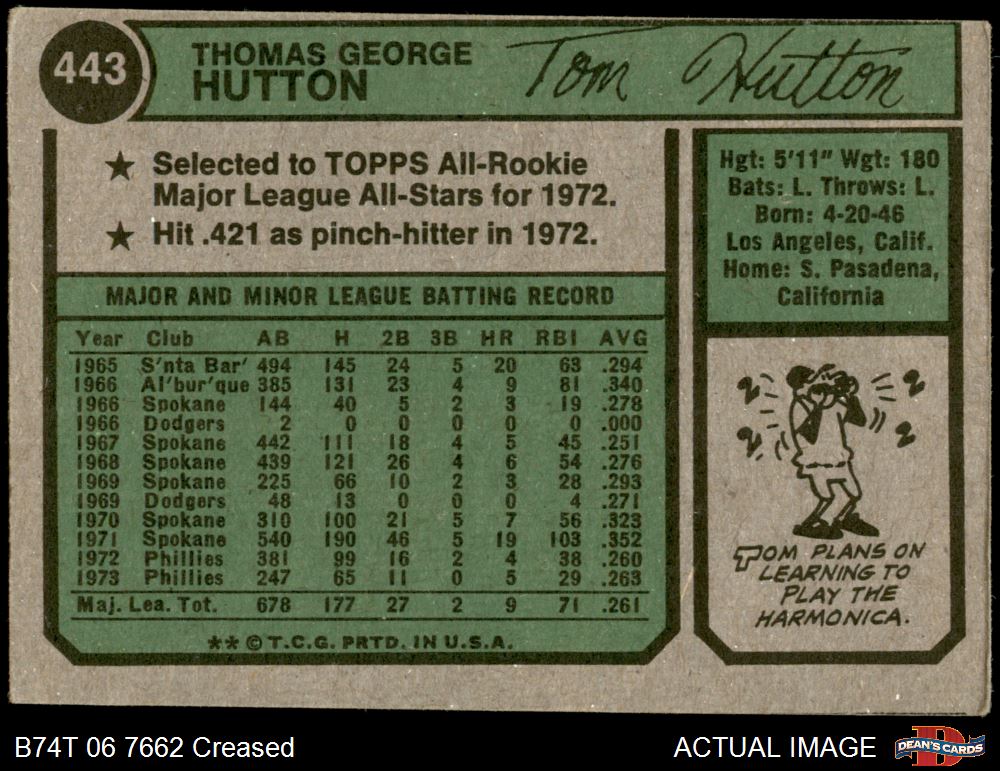 443
THOMAS GEORGE
HUTTON
Tom Hutton
★ Selected to TOPPS All-Rookie
Major League All-Stars for 1972.
★ Hit .421 as pinch-hitter in 1972.
Hgt: 5'11" Wgt: 180
Bats: L. Throws: L.
Born: 4-20-46
Los Angeles, Calif.
Home: S. Pasadena,
California
MAJOR AND MINOR LEAGUE BATTING RECORD
Year Club AB H 2B 3B HR RBI AVG
1965 S'nta Bar' 494 145 24 5 20 63 .294
1966 Al'bur'que 385 131 23 4 9 81 .340
1966 Spokane 144 40 5 2 3 19 .278
1966 Dodgers 2 0 0 0 0 0 .000
1967 Spokane 442 111 18 4 5 45 .251
1968 Spokane 439 121 26 4 6 54 .276
1969 Spokane 225 66 10 2 3 28 .293
1969 Dodgers 48 13 0 0 0 4 .271
1970 Spokane 310 100 21 5 7 56 .323
1971 Spokane 540 190 46 5 19 103 .352
1972 Phillies 381 99 16 2 4 38 .260
1973 Phillies 247 65 11 0 5 29 .263
Maj. Lea. Tot. 678 177 27 2 9 71 .261
**©T.C.G. PRTD. IN U.S.A.
TOM PLANS ON
LEARNING TO
PLAY THE
HARMONICA.
B74T 06 7662 Creased
ACTUAL IMAGE
DEAN'S CARDS